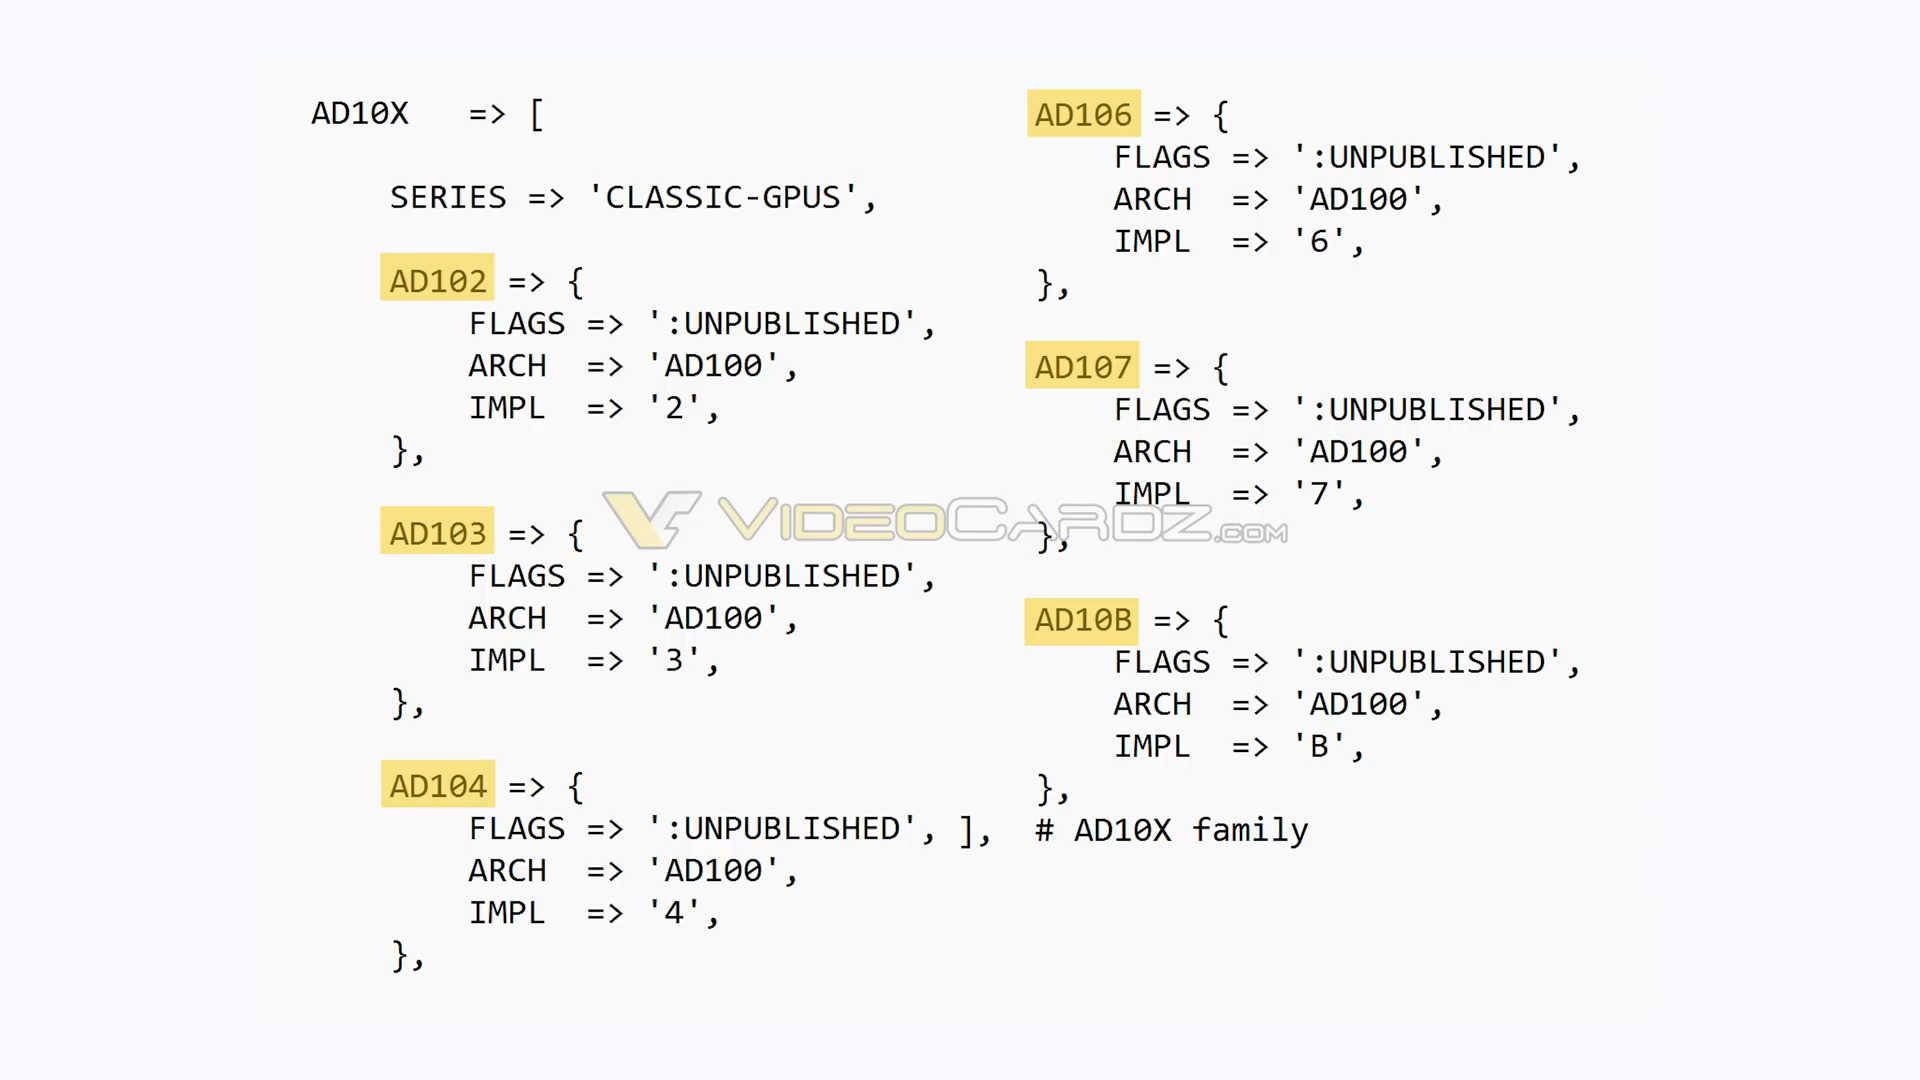 AD10X => [
SERIES => 'CLASSIC-GPUS',
AD102 => {
FLAGS => ':UNPUBLISHED',
ARCH => 'AD100',
IMPL => '2',
},
AD103 => {
FLAGS => ':UNPUBLISHED',
ARCH => 'AD100',
IMPL => '3',
},
AD104 => {
FLAGS => ':UNPUBLISHED', ],
ARCH => 'AD100',
IMPL => '4',
},
AD106 => {
FLAGS => ':UNPUBLISHED',
ARCH => 'AD100',
IMPL => '6',
},
AD107 => {
FLAGS => ':UNPUBLISHED',
ARCH => 'AD100',
IMPL => '7',
},
AD10B => {
FLAGS => ':UNPUBLISHED',
ARCH => 'AD100',
IMPL => 'B',
},
# AD10X family
VIDEOCARDZ.COM